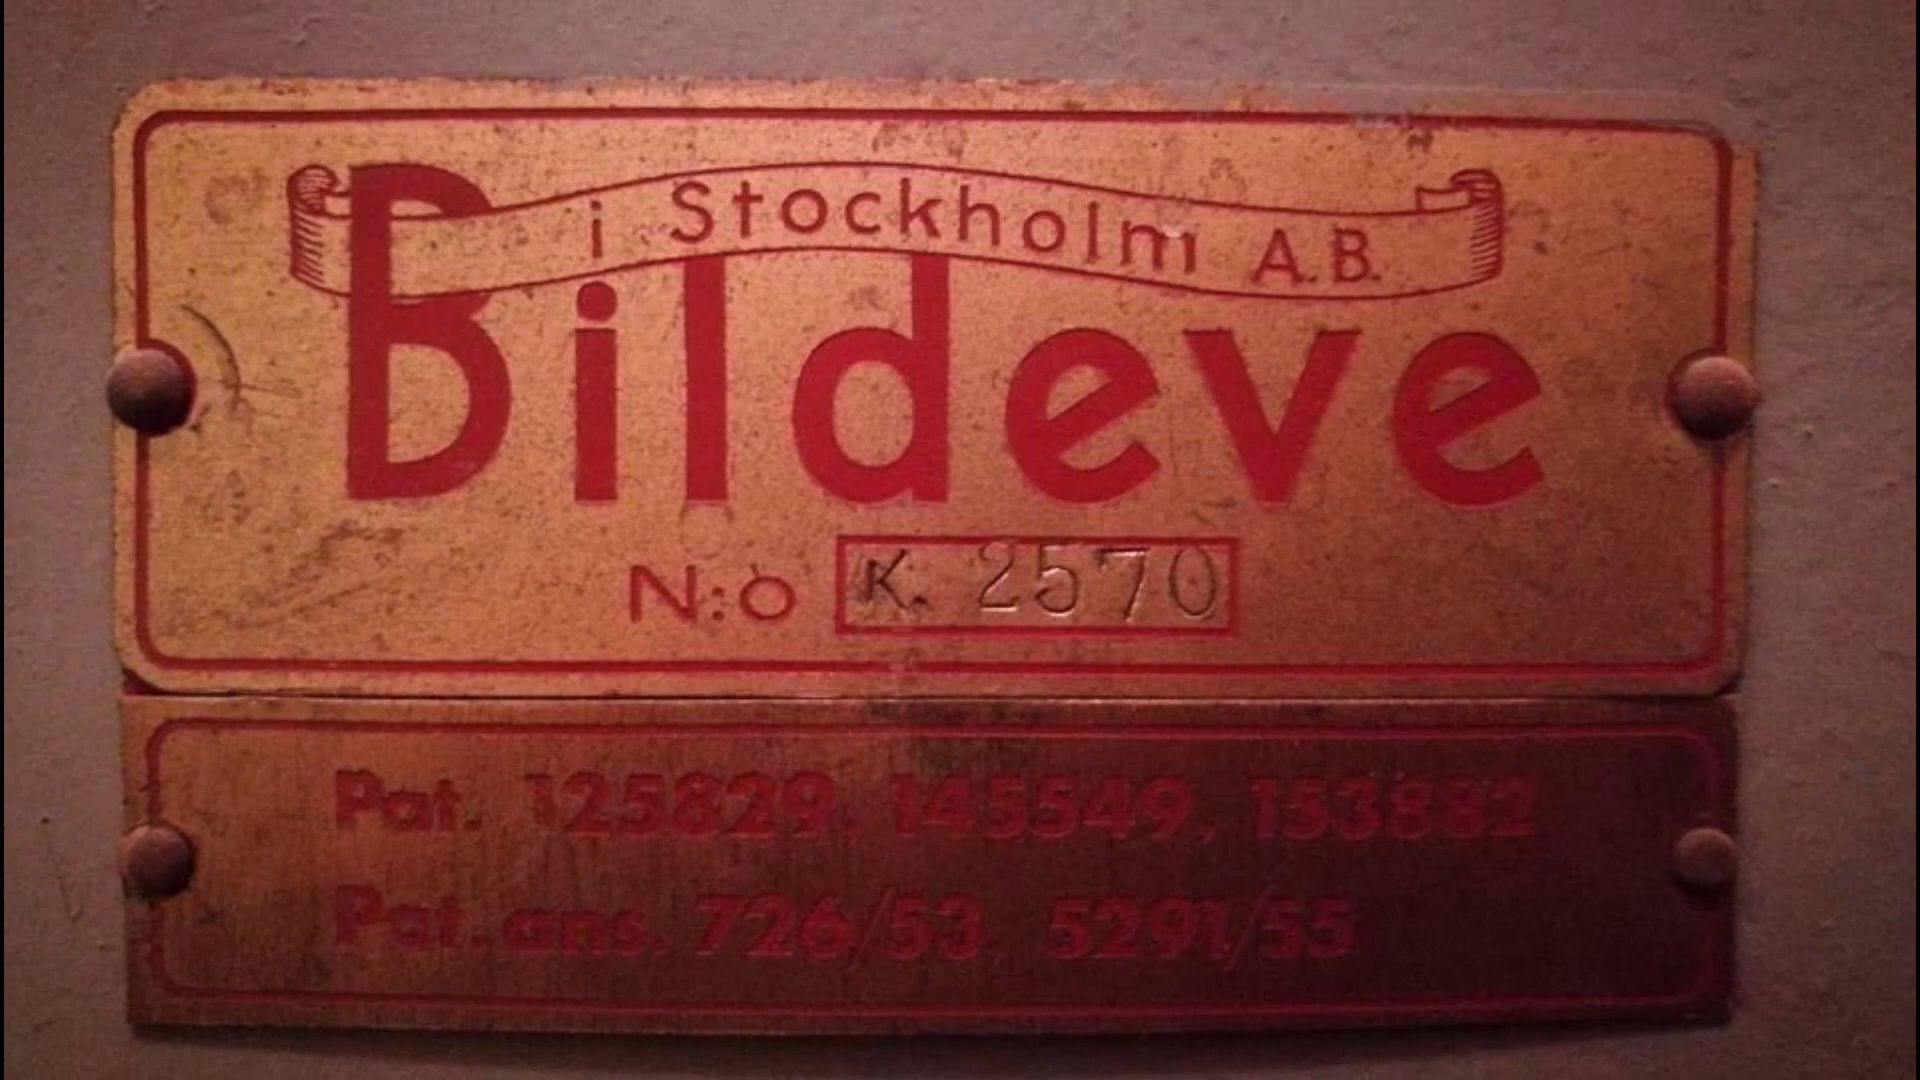 i Stockholm A.B.
Bildeve
N:o K. 2570
Pat. 125829, 145549, 153882
Pat. ans. 726/53, 5291/55